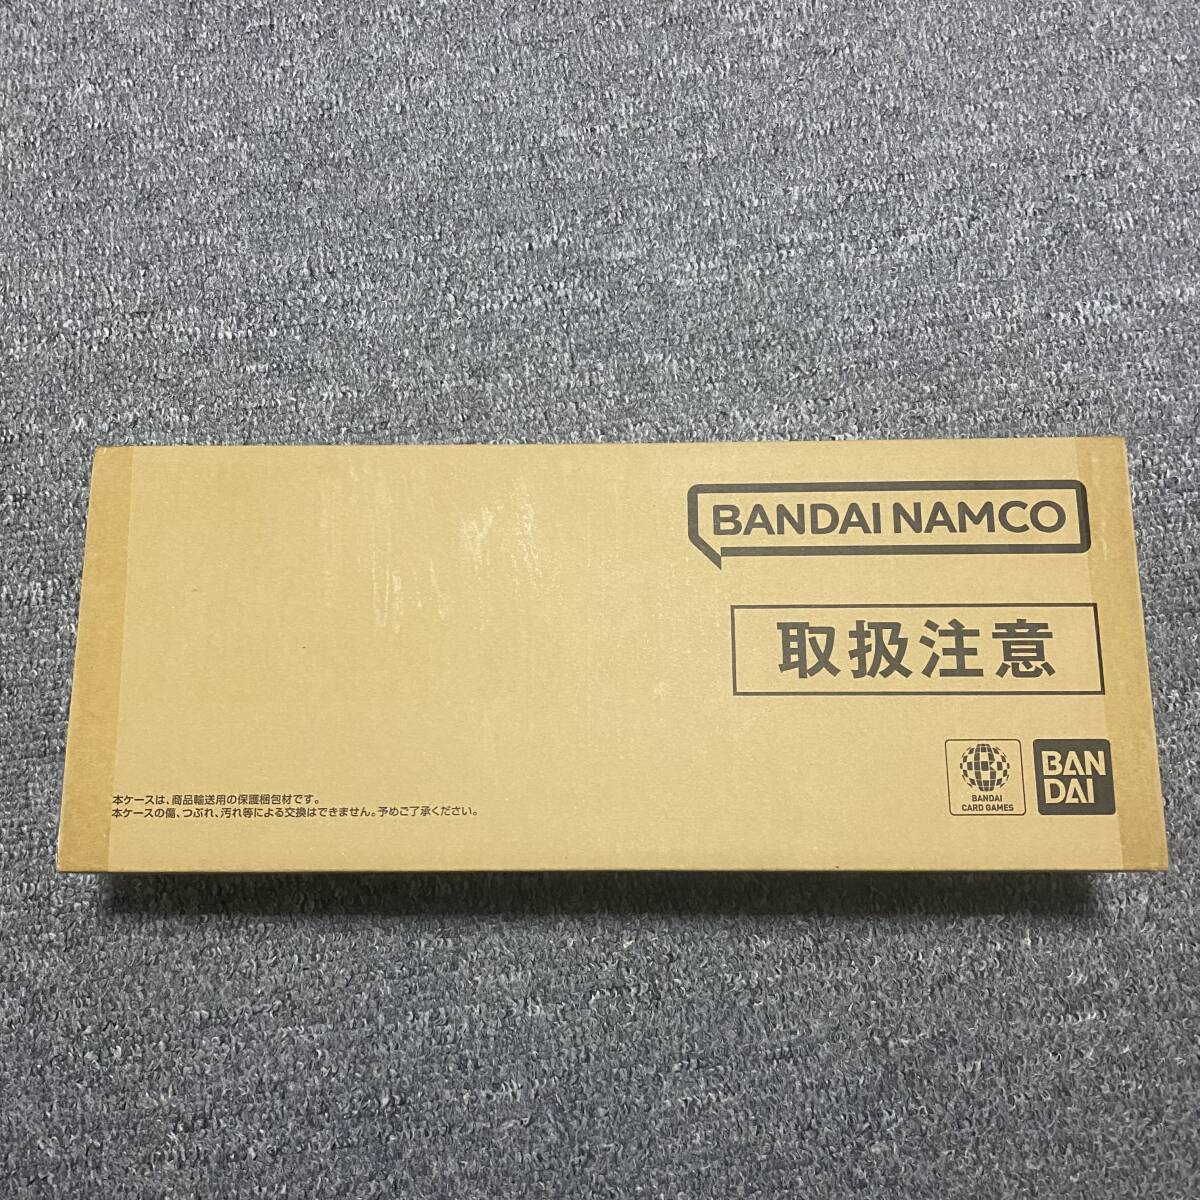 BANDAI NAMCO
取扱注意
BANDAI
CARD GAMES
BAN
DAI
本ケースは、商品輸送用の保護梱包材です。
本ケースの傷、つぶれ、汚れ等による交換はできません。予めご了承ください。